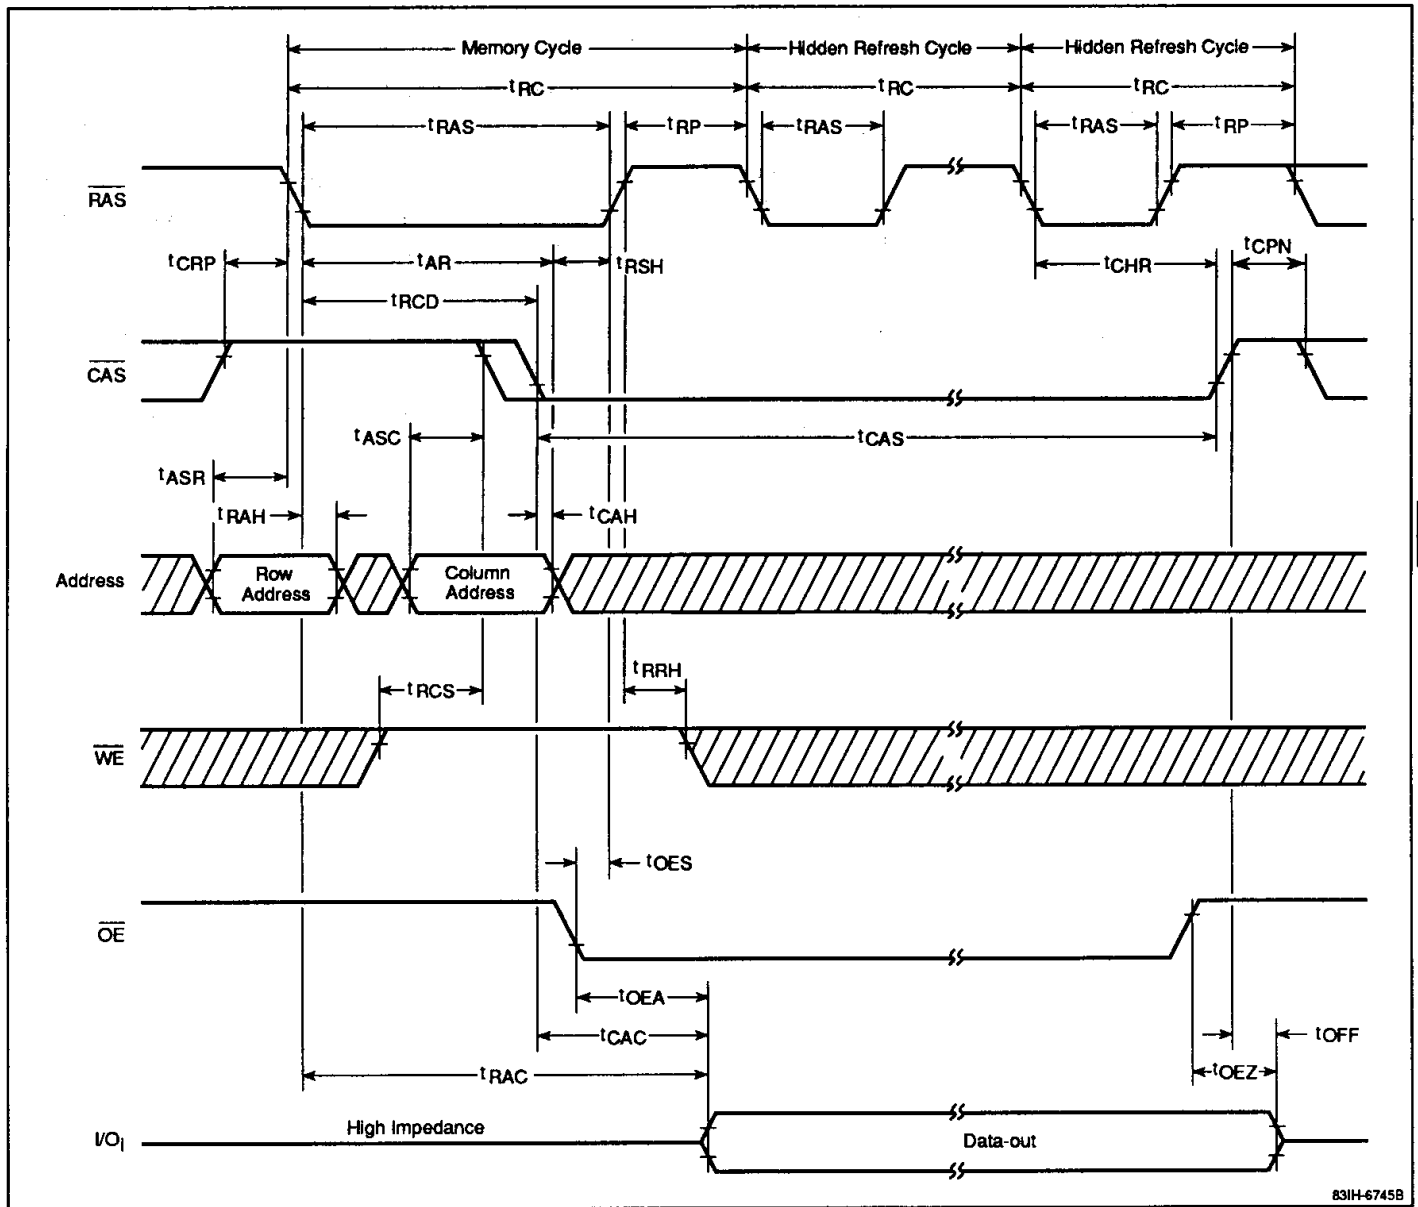 Memory Cycle Hidden Refresh Cycle Hidden Refresh Cycle
tRC tRC tRC
tRAS tRP tRAS tRAS tRP
RAS
tCRP tAR tRSH tCHR tCPN
tRCD
CAS
tASC tCAS
tASR
tRAH tCAH
Address
Row Address
Column Address
tRCS tRRH
WE
tOES
OE
tOEA
tCAC tOFF
tRAC tOEZ
I/Oi
High Impedance
Data-out
83IH-6745B